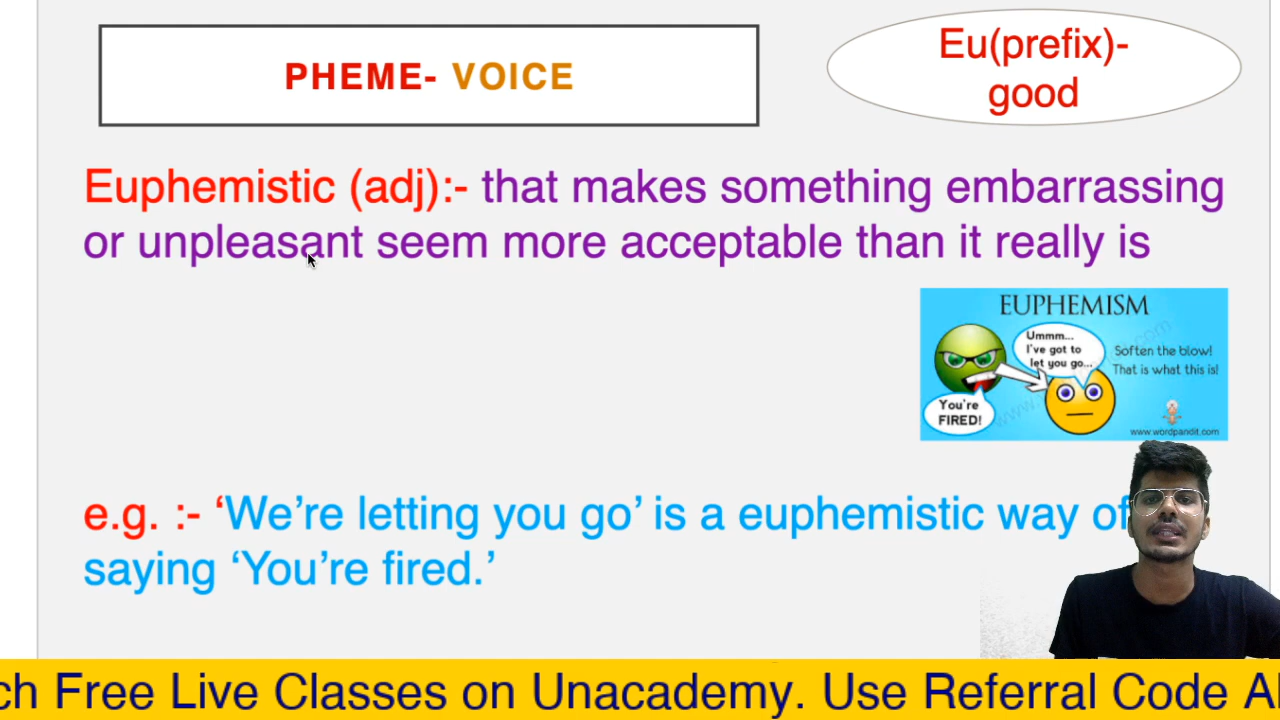 PHEME- VOICE
Eu(prefix)-
good
Euphemistic (adj):- that makes something embarrassing
or unpleasant seem more acceptable than it really is
EUPHEMISM
Ummm...
I've got to
let you go...
Soften the blow!
That is what this is!
You're
FIRED!
www.wordpandit.com
e.g. :- ‘We’re letting you go’ is a euphemistic way of
saying ‘You’re fired.’
ch Free Live Classes on Unacademy. Use Referral Code